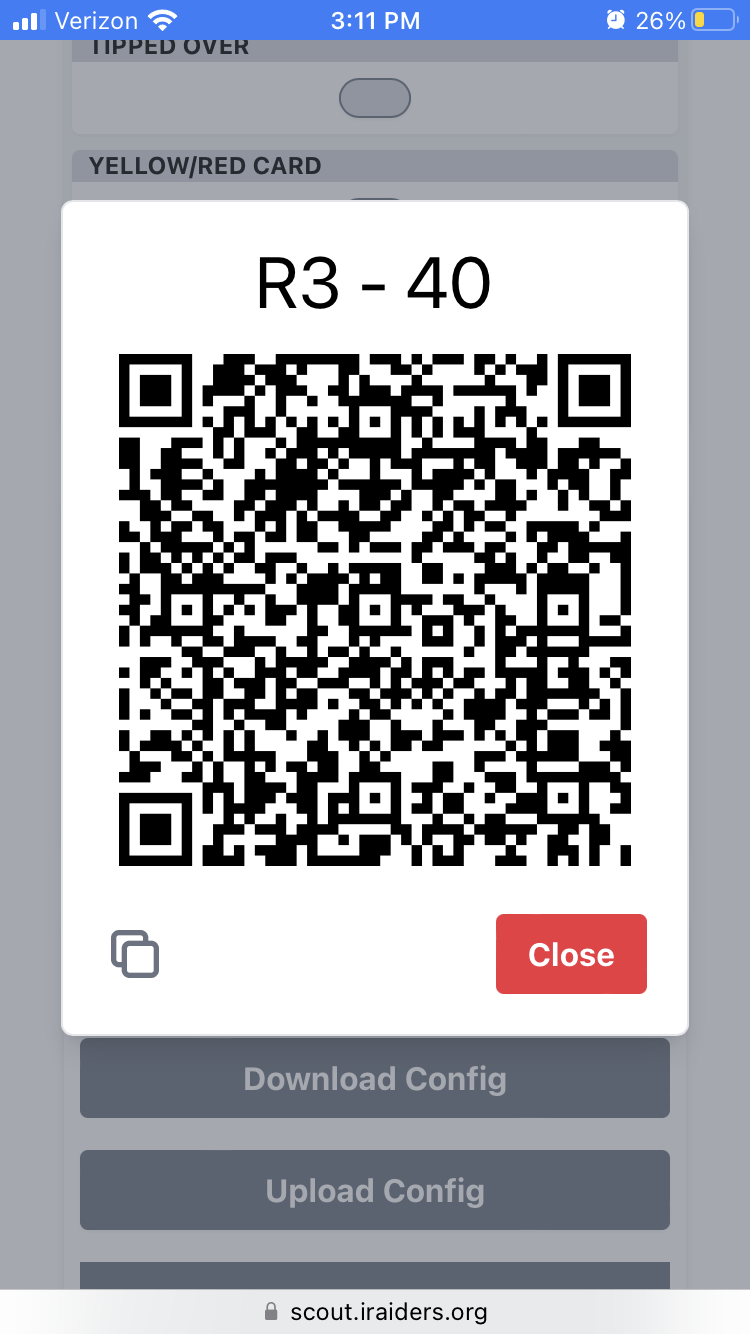 Verizon 3:11 PM 26%
TIPPED OVER
YELLOW/RED CARD
R3 - 40
Close
Download Config
Upload Config
scout.iraiders.org